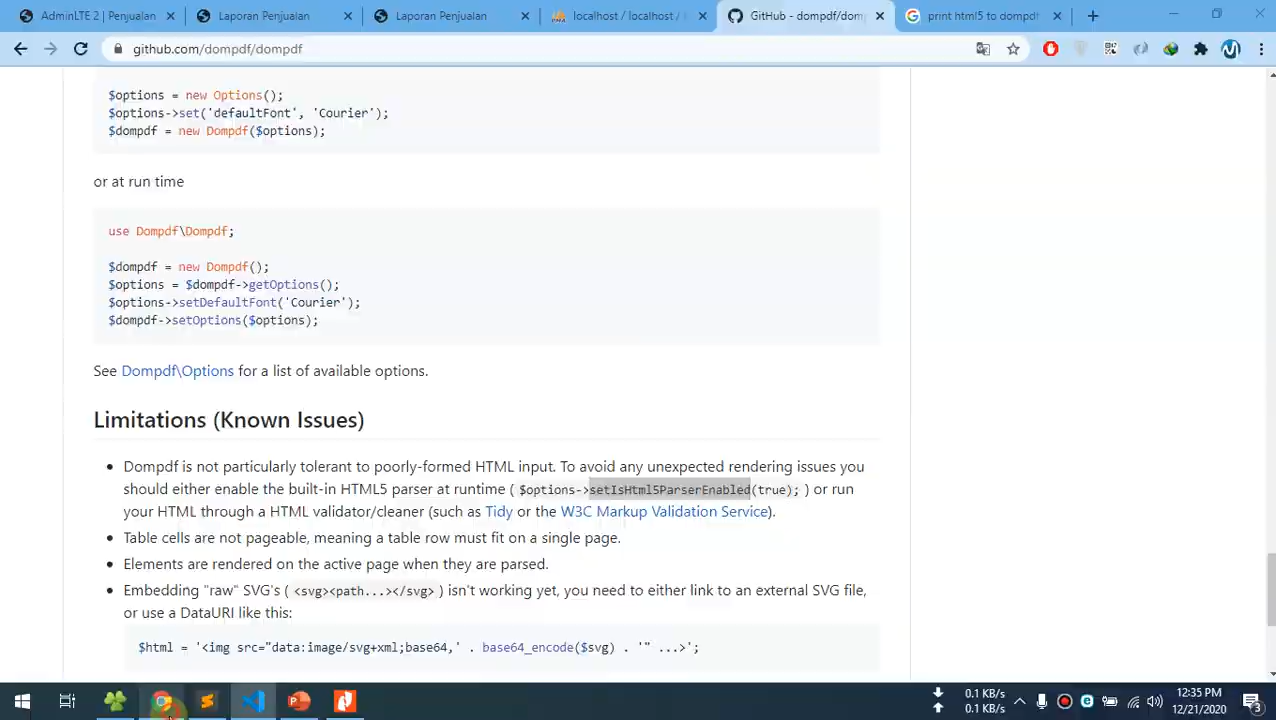 AdminLTE 2 | Penjualan
Laporan Penjualan
Laporan Penjualan
localhost / localhost /
GitHub - dompdf/dom
print html5 to dompdf
github.com/dompdf/dompdf
$options = new Options();
$options->set('defaultFont', 'Courier');
$dompdf = new Dompdf($options);
or at run time
use Dompdf\Dompdf;
$dompdf = new Dompdf();
$options = $dompdf->getOptions();
$options->setDefaultFont('Courier');
$dompdf->setOptions($options);
See Dompdf\Options for a list of available options.
Limitations (Known Issues)
• Dompdf is not particularly tolerant to poorly-formed HTML input. To avoid any unexpected rendering issues you
should either enable the built-in HTML5 parser at runtime ( $options->setIsHtml5ParserEnabled(true); ) or run
your HTML through a HTML validator/cleaner (such as Tidy or the W3C Markup Validation Service).
• Table cells are not pageable, meaning a table row must fit on a single page.
• Elements are rendered on the active page when they are parsed.
• Embedding "raw" SVG's ( <svg><path...></svg> ) isn't working yet, you need to either link to an external SVG file,
or use a DataURI like this:
$html = '<img src="data:image/svg+xml;base64,' . base64_encode($svg) . '" ...>';
0.1 KB/s
0.1 KB/s
12:35 PM
12/21/2020
3